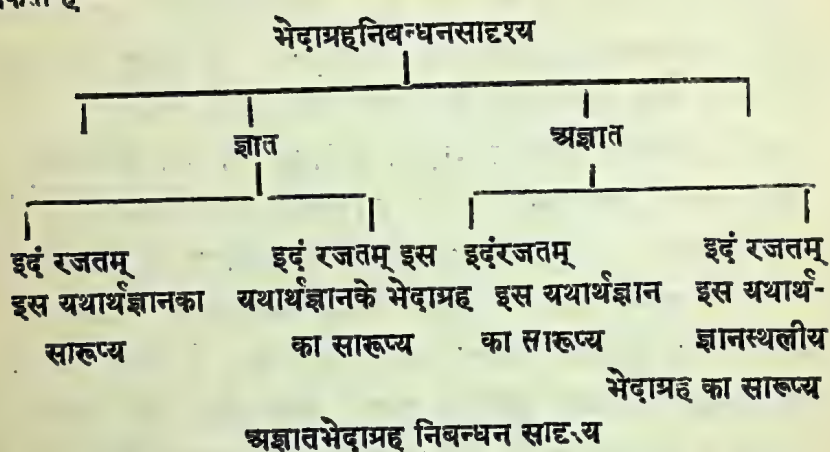 भेदाग्रहनिबन्धनसादृश्य
ज्ञात अज्ञात
इदं रजतम् इदं रजतम् इस इदंरजतम् इदं रजतम्
इस यथार्थज्ञानका यथार्थज्ञानके भेदाग्रह इस यथार्थज्ञान इस यथार्थ-
सारूप्य का सारूप्य का सारूप्य ज्ञानस्थलीय
भेदाग्रह का सारूप्य
अज्ञातभेदाग्रह निबन्धन